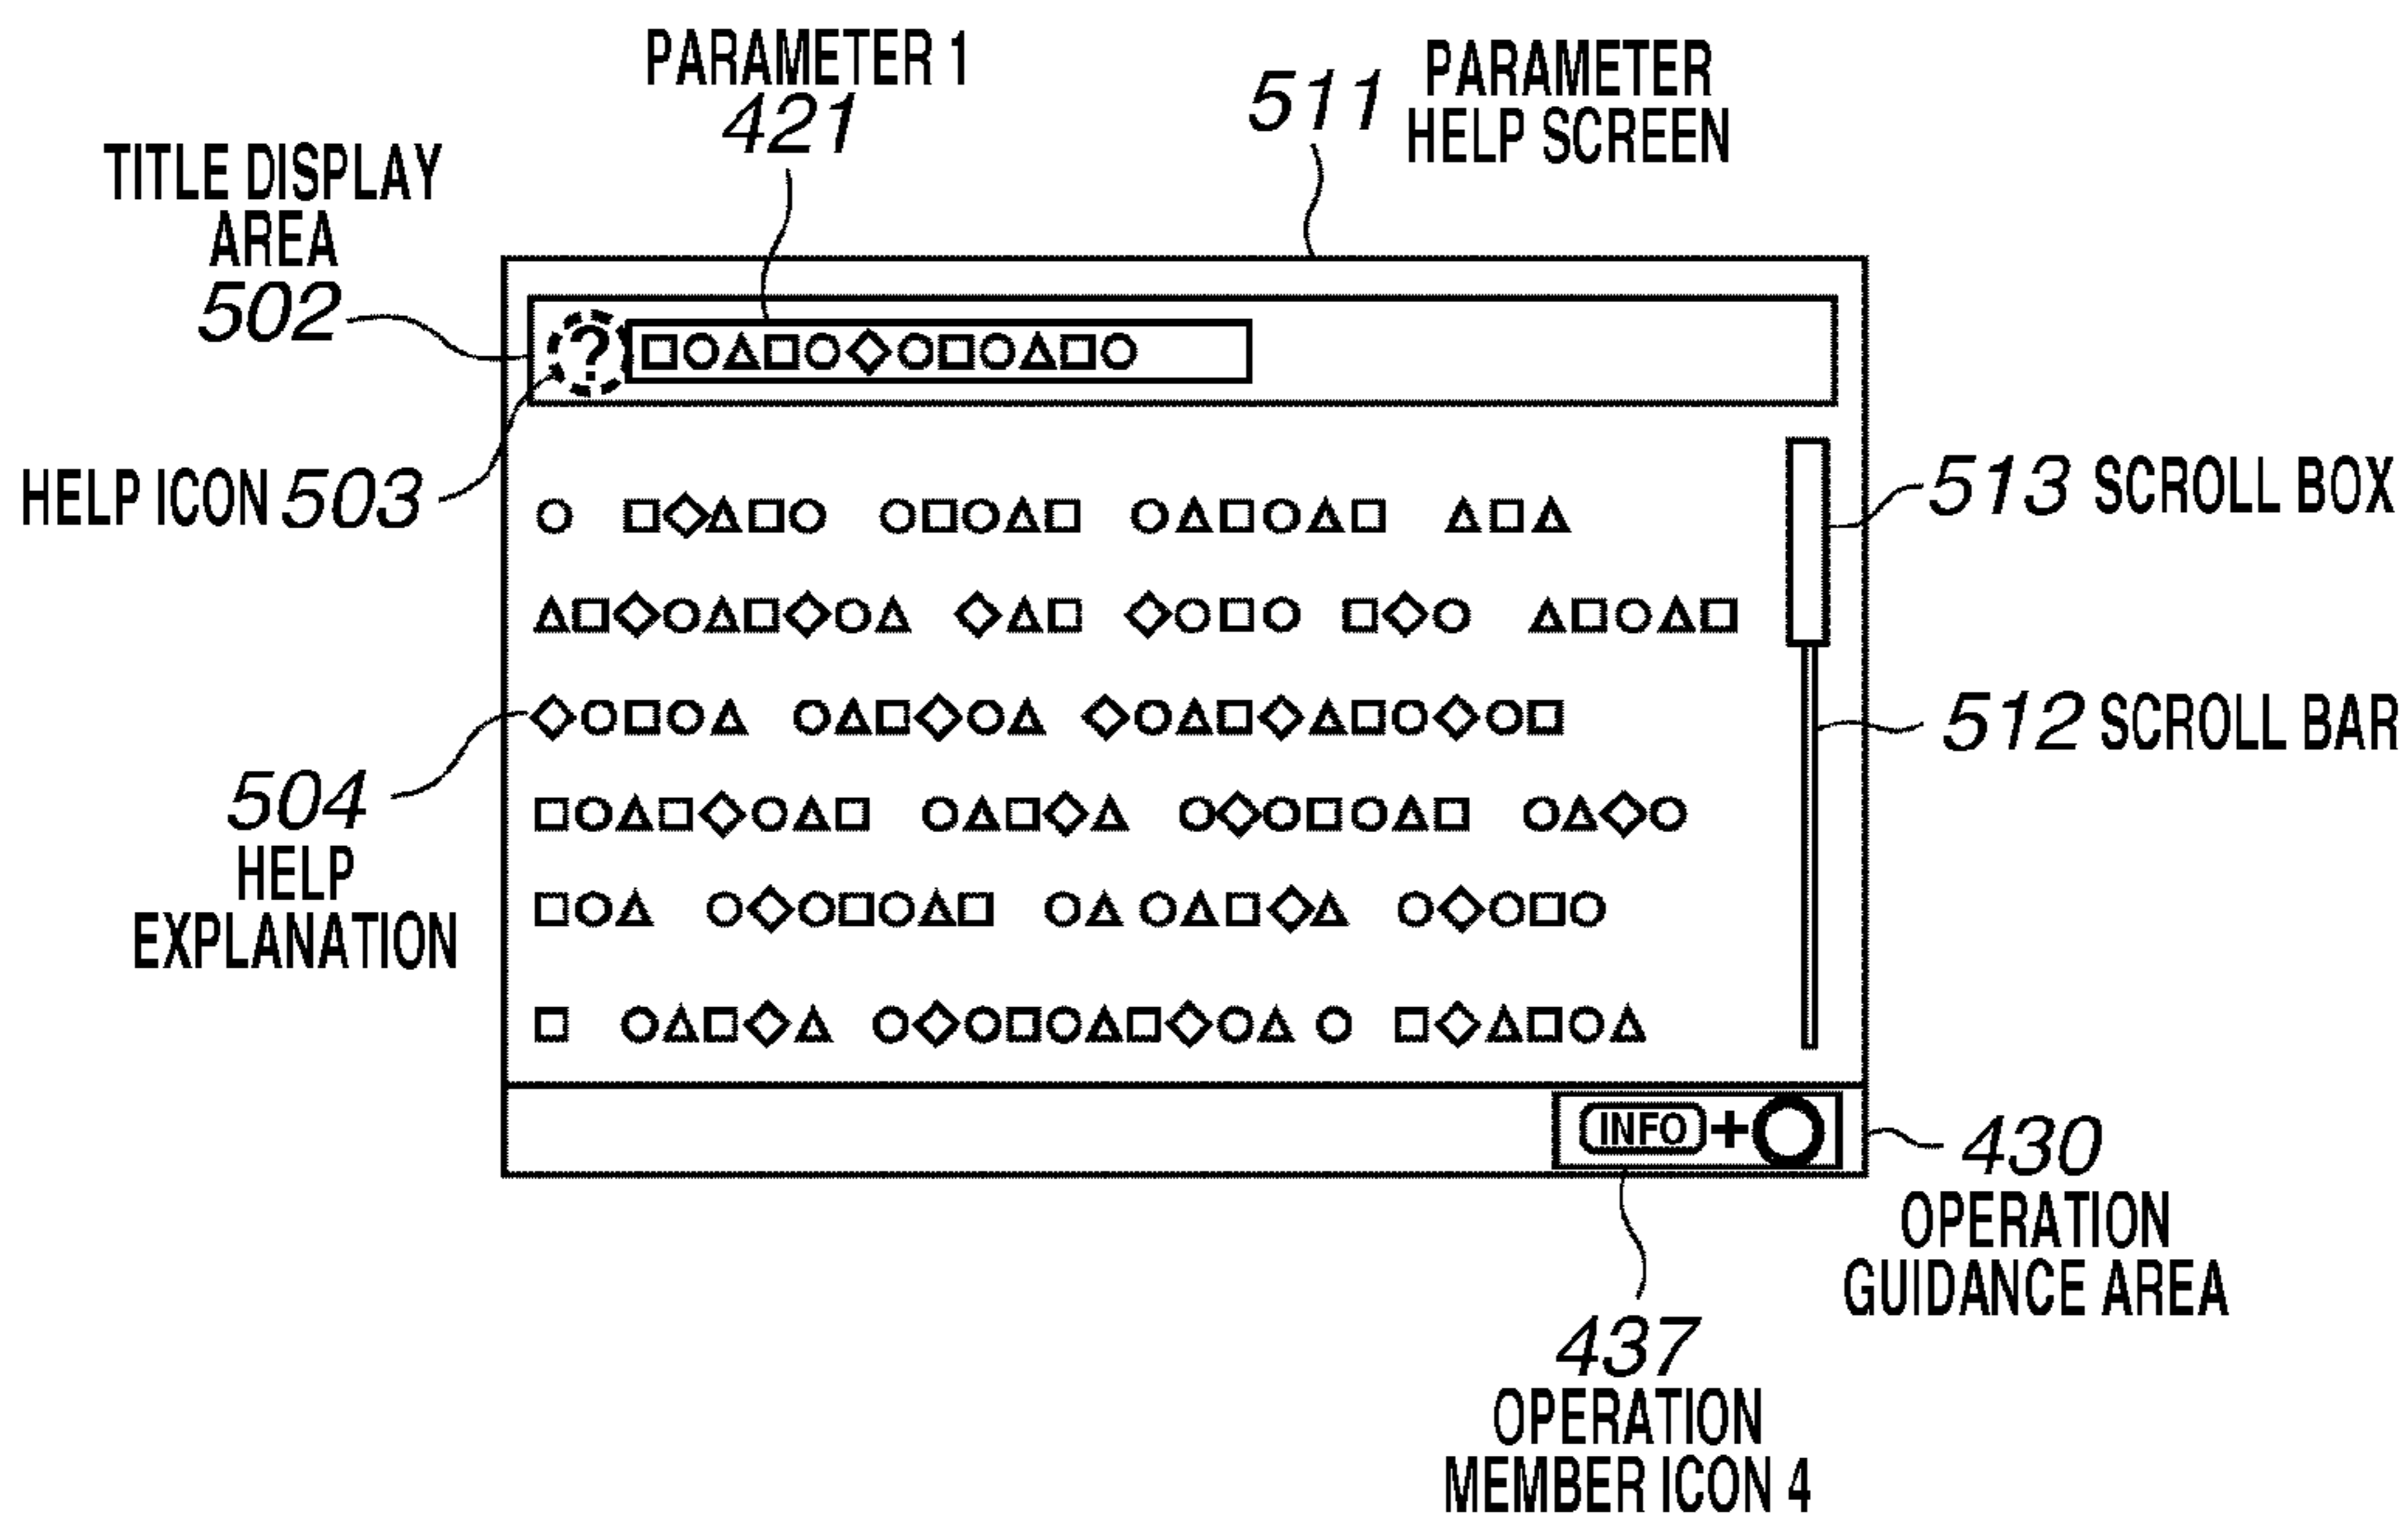 PARAMETER 1
421
511 PARAMETER
HELP SCREEN
TITLE DISPLAY
AREA
502
?
□○△□○◇○□○△□○
HELP ICON 503
513 SCROLL BOX
○ □◇△□○ ○□○△□ ○△□○△□ △□△
△□◇○△□◇○△ ◇△□ ◇○□○ □◇○ △□○△□
◇○□○△ ○△□◇○△ ◇○△□◇△□○◇○□
512 SCROLL BAR
504
HELP
EXPLANATION
□○△□◇○△□ ○△□◇△ ○◇○□○△□ ○△◇○
□○△ ○◇○□○△□ ○△ ○△□◇△ ○◇○□○
□ ○△□◇△ ○◇○□○△□◇○△ ○ □◇△□○△
INFO +
430
OPERATION
GUIDANCE AREA
437
OPERATION
MEMBER ICON 4